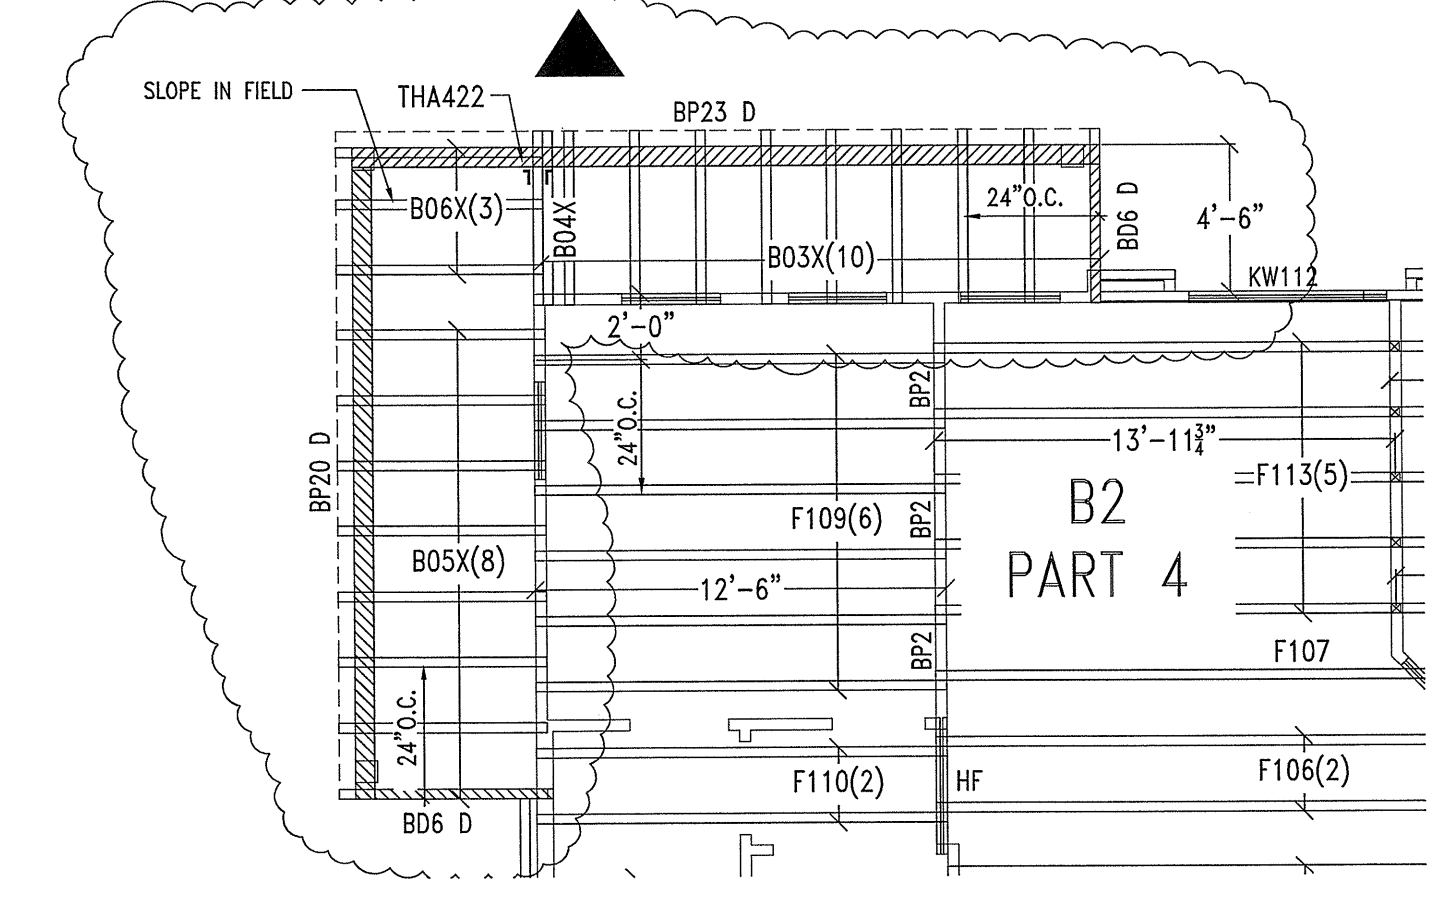 SLOPE IN FIELD
THA422
BP23 D
B06X(3)
B04X
24"O.C.
BD6 D
4'-6"
B03X(10)
KW112
2'-0"
BP2
24"O.C.
13'-11¾"
BP20 D
F113(5)
B2
PART 4
F109(6)
BP2
B05X(8)
12'-6"
BP2
F107
24"O.C.
F110(2)
HF
F106(2)
BD6 D